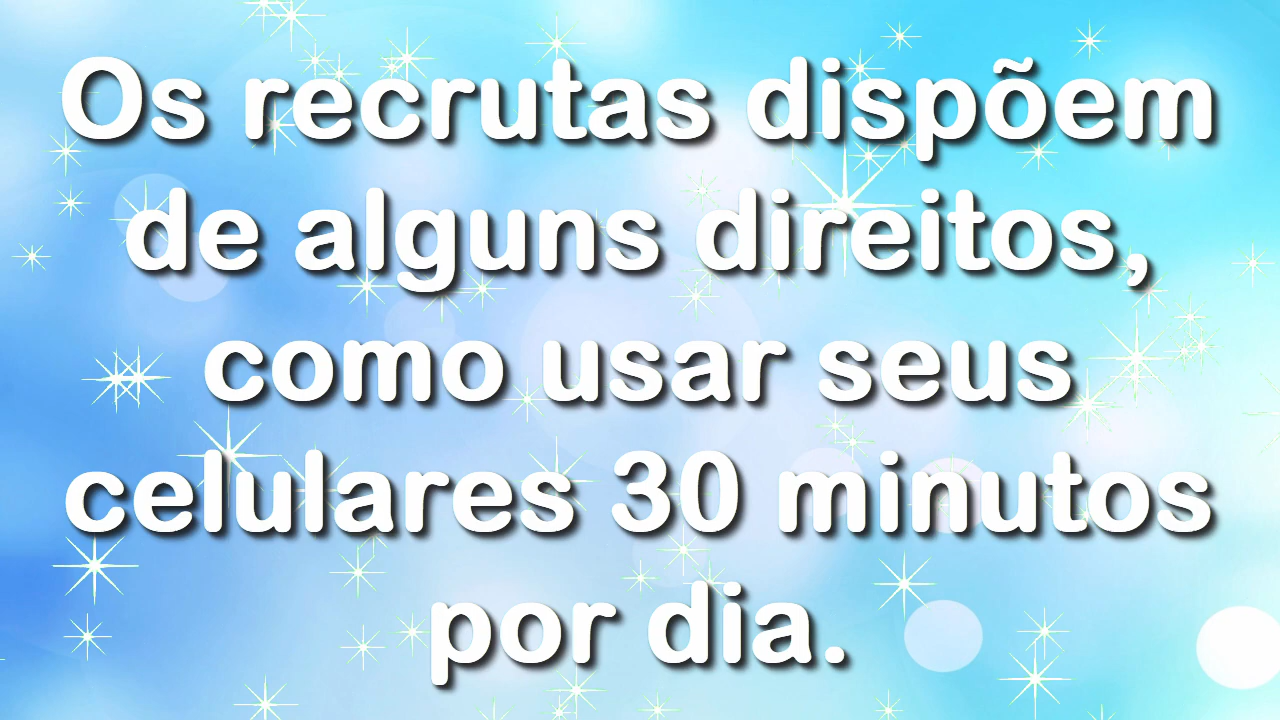 Os recrutas dispõem
de alguns direitos,
como usar seus
celulares 30 minutos
por dia.